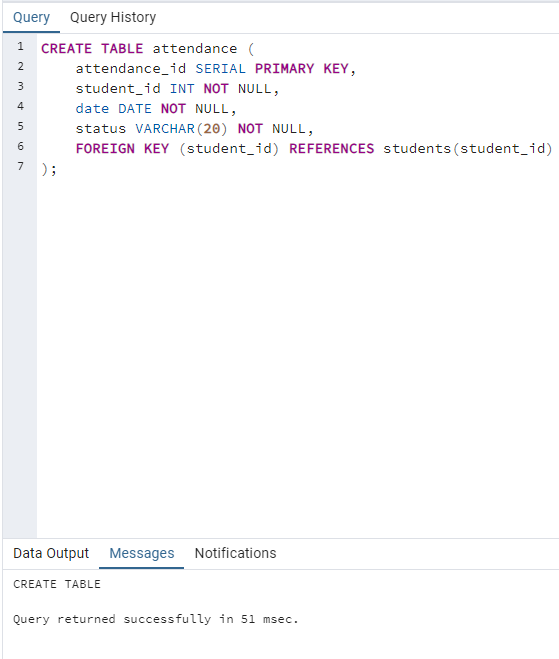 Query Query History
1 CREATE TABLE attendance (
2 attendance_id SERIAL PRIMARY KEY,
3 student_id INT NOT NULL,
4 date DATE NOT NULL,
5 status VARCHAR(20) NOT NULL,
6 FOREIGN KEY (student_id) REFERENCES students(student_id)
7 );
Data Output Messages Notifications
CREATE TABLE
Query returned successfully in 51 msec.